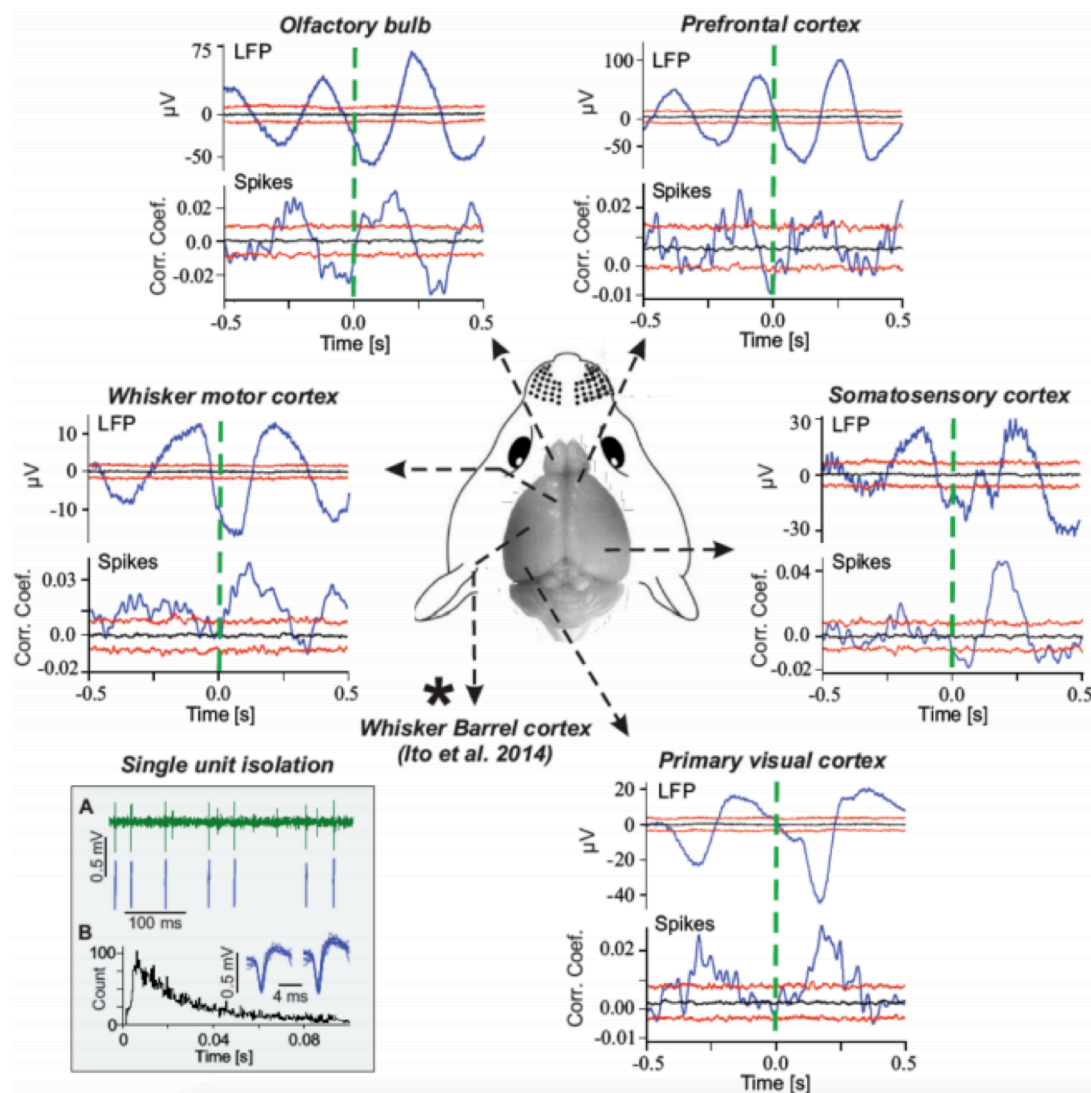 Olfactory bulb
LFP
75
0
-50
µV
Spikes
0.02
0.0
-0.02
Corr. Coef.
-0.5 0.0 0.5
Time [s]
Prefrontal cortex
LFP
100
50
0
-50
µV
Spikes
0.02
0.0
-0.01
Corr. Coef.
-0.5 0.0 0.5
Time [s]
Whisker motor cortex
LFP
10
0
-10
µV
Spikes
0.03
0.0
-0.02
Corr. Coef.
-0.5 0.0 0.5
Time [s]
Somatosensory cortex
LFP
30
0
-30
µV
Spikes
0.04
0.0
-0.02
Corr. Coef.
-0.5 0.0 0.5
Time [s]
*
Whisker Barrel cortex
(Ito et al. 2014)
Single unit isolation
A
0.5 mV
100 ms
B
100
50
0
Count
0.5 mV
4 ms
0 0.04 0.08
Time [s]
Primary visual cortex
LFP
20
0
-20
-40
µV
Spikes
0.02
0.00
-0.01
Corr. Coef.
-0.5 0.0 0.5
Time [s]